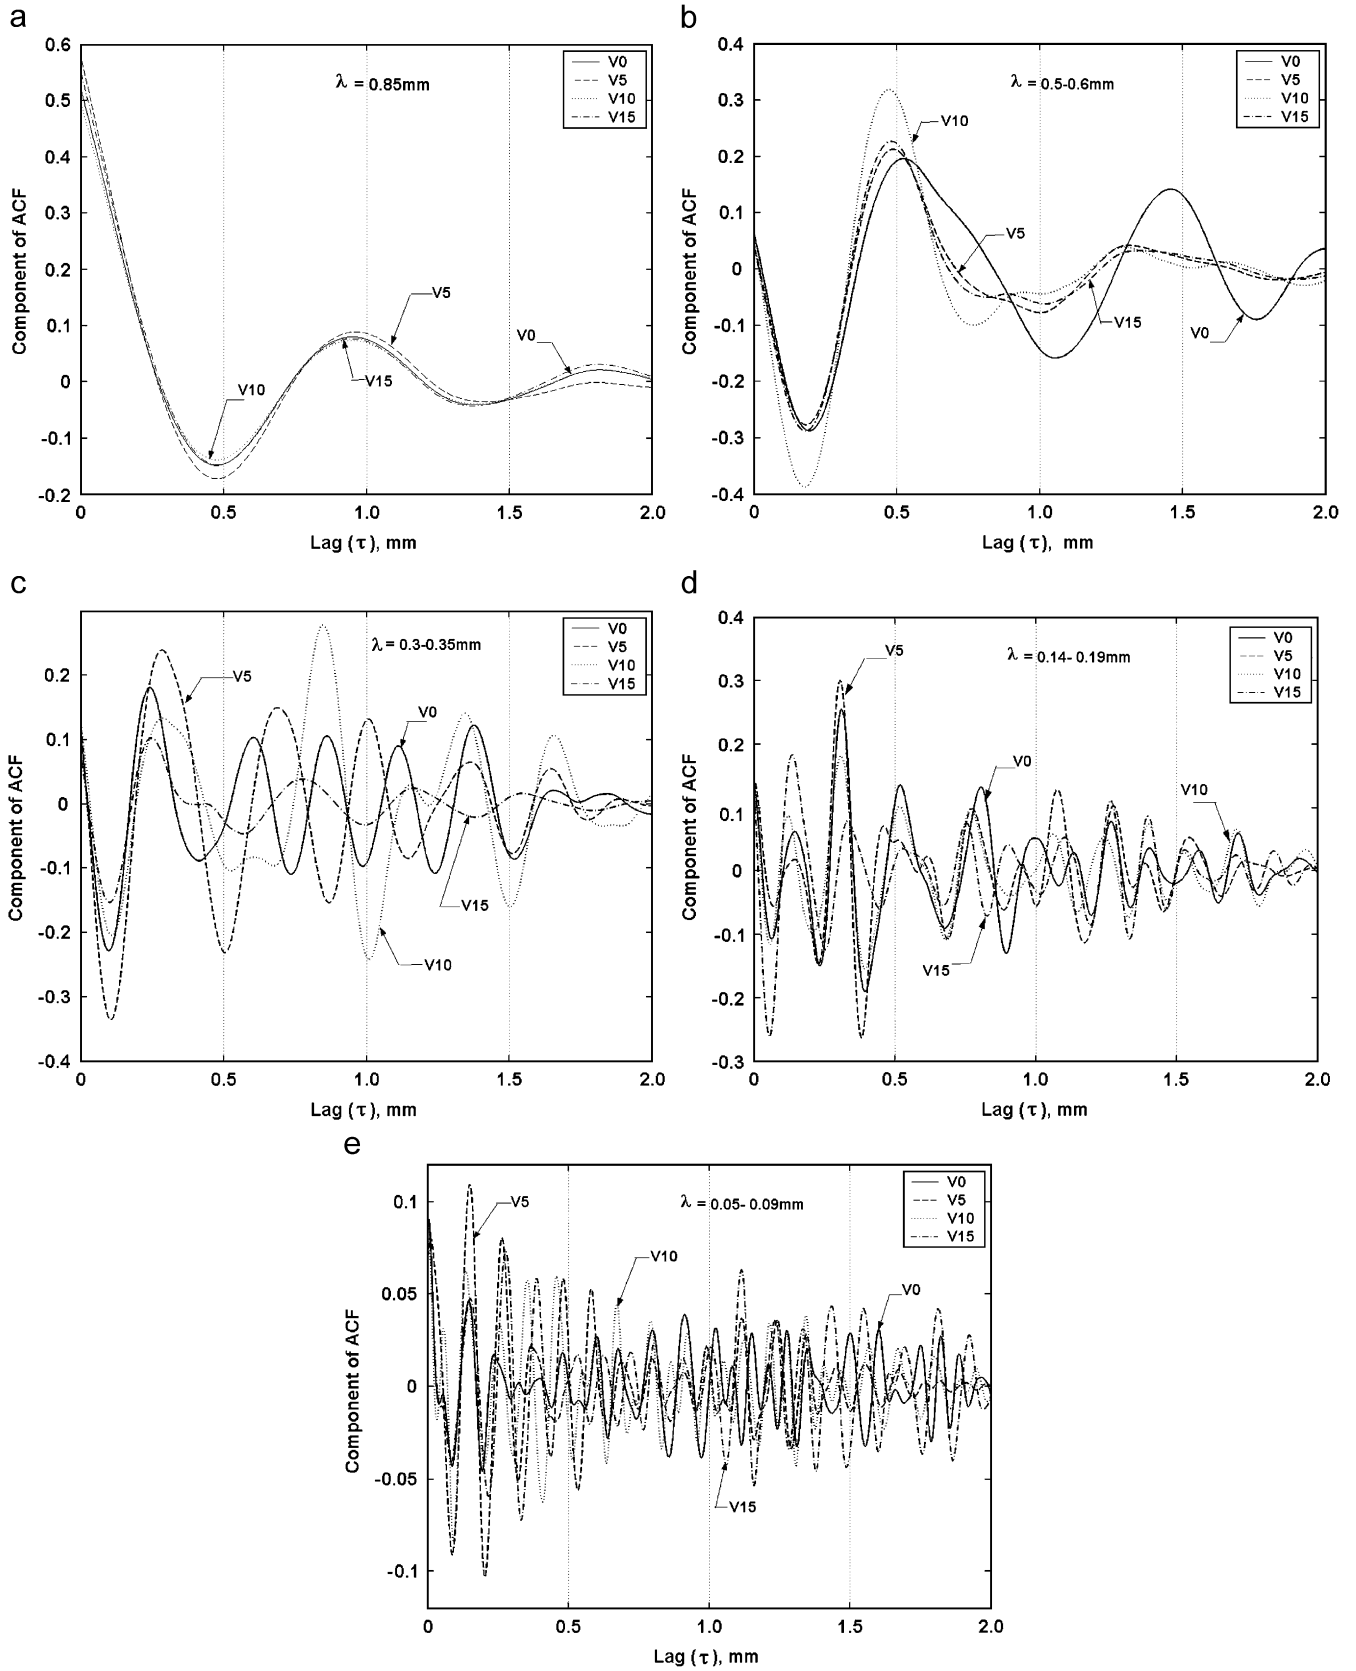 a
0.6
0.5
0.4
0.3
0.2
0.1
0
-0.1
-0.2
Component of ACF
λ = 0.85mm
V0
V5
V10
V15
V5
V0
V15
V10
0 0.5 1.0 1.5 2.0
Lag (τ), mm
b
0.4
0.3
0.2
0.1
0
-0.1
-0.2
-0.3
-0.4
Component of ACF
λ = 0.5-0.6mm
V0
V5
V10
V15
V10
V5
V15
V0
0 0.5 1.0 1.5 2.0
Lag (τ), mm
c
0.2
0.1
0
-0.1
-0.2
-0.3
-0.4
Component of ACF
λ = 0.3-0.35mm
V0
V5
V10
V15
V5
V0
V15
V10
0 0.5 1.0 1.5 2.0
Lag (τ), mm
d
0.4
0.3
0.2
0.1
0
-0.1
-0.2
-0.3
Component of ACF
λ = 0.14- 0.19mm
V0
V5
V10
V15
V5
V0
V10
V15
0 0.5 1.0 1.5 2.0
Lag (τ), mm
e
0.1
0.05
0
-0.05
-0.1
Component of ACF
λ = 0.05- 0.09mm
V0
V5
V10
V15
V5
V10
V0
V15
0 0.5 1.0 1.5 2.0
Lag (τ), mm